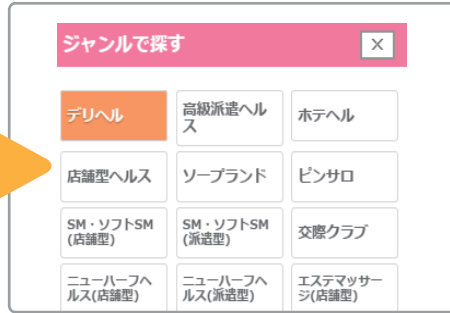 ジャンルで探す
×
デリヘル
高級派遣ヘル
ス
ホテヘル
店舗型ヘルス
ソープランド
ピンサロ
SM・ソフトSM
(店舗型)
SM・ソフトSM
(派遣型)
交際クラブ
ニューハーフヘ
ルス(店舗型)
ニューハーフヘ
ルス(派遣型)
エステマッサー
ジ(店舗型)